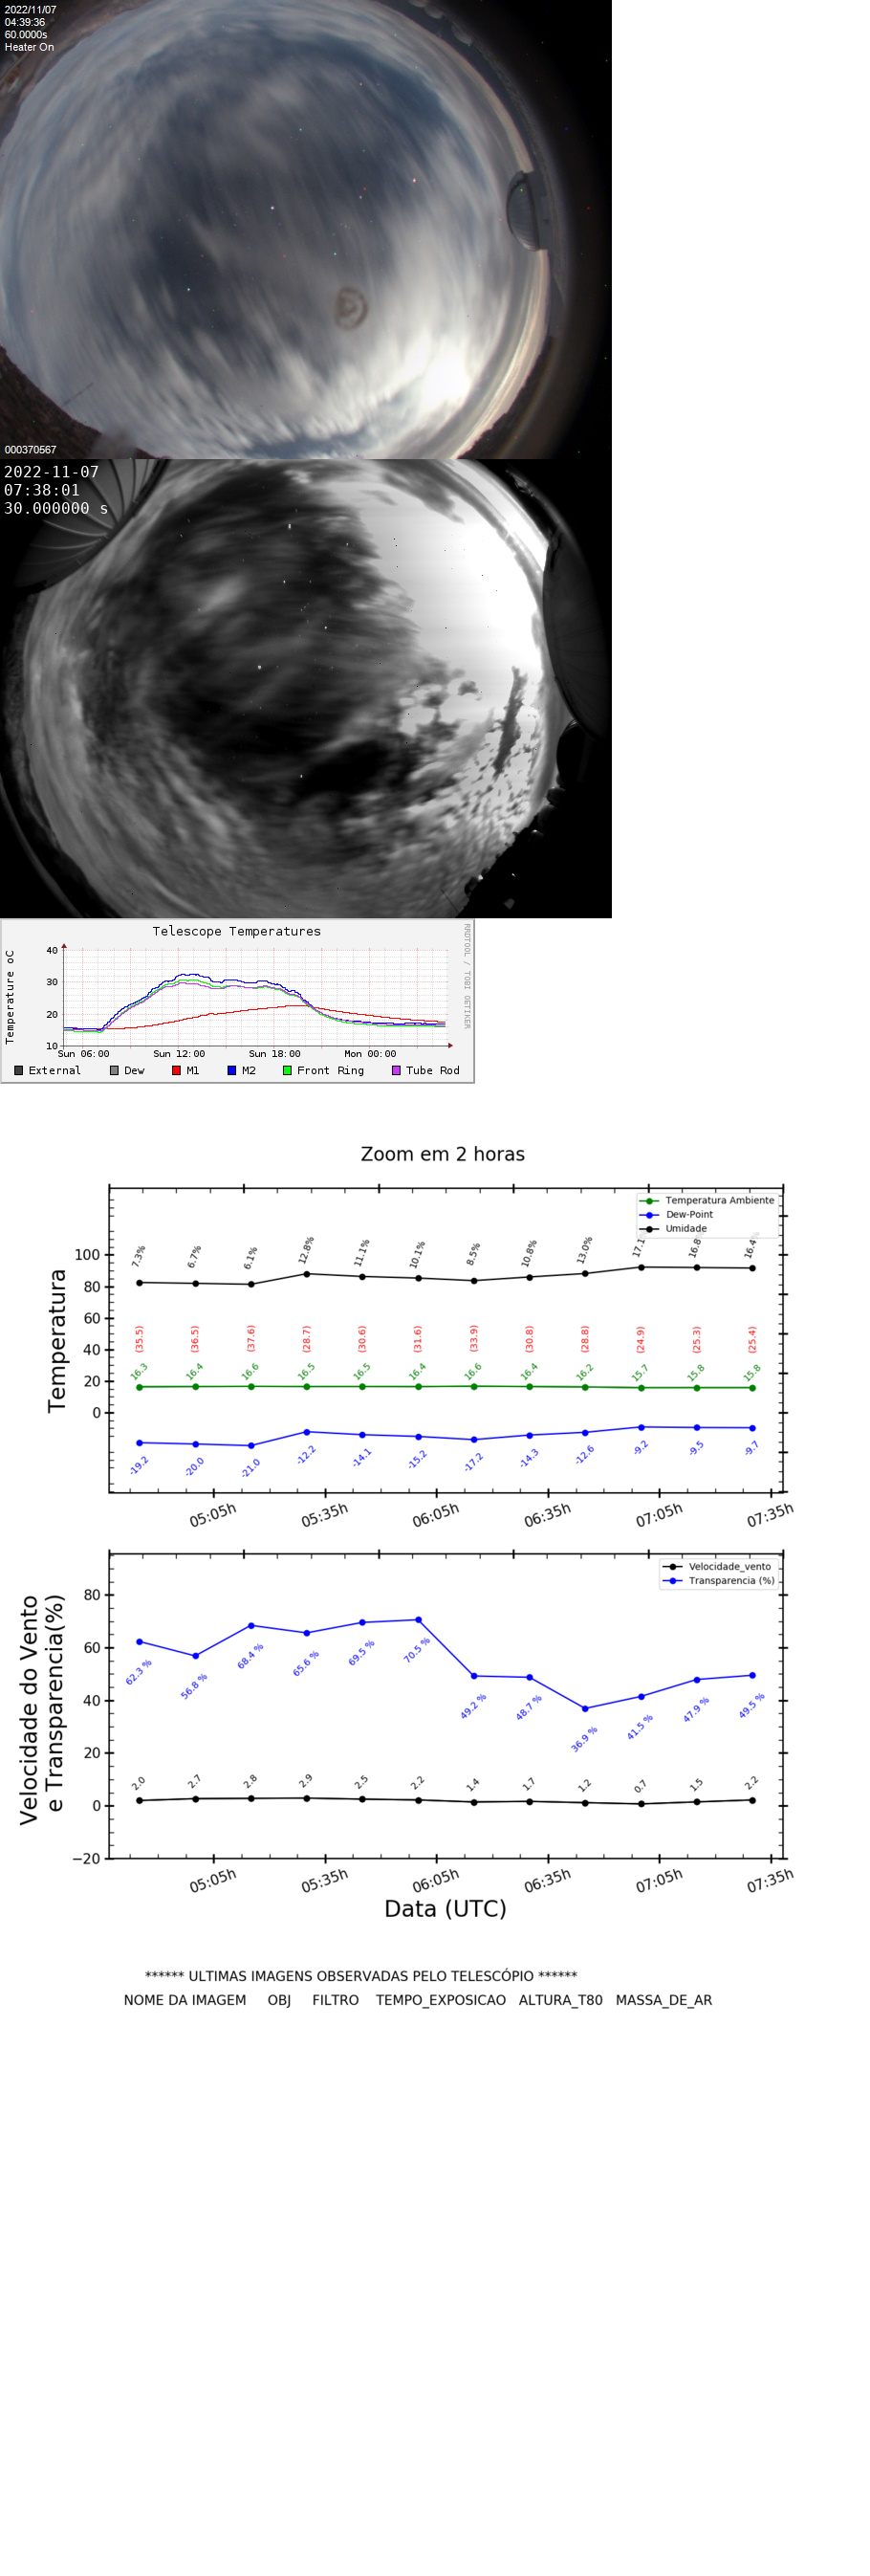 2022/11/07
04:39:36
60.0000s
Heater On
000370567
2022-11-07
07:38:01
30.000000 s
Telescope Temperatures
RRDTOOL / TOBI OETIKER
Temperature oC
40
30
20
10
Sun 06:00 Sun 12:00 Sun 18:00 Mon 00:00
External Dew M1 M2 Front Ring Tube Rod
Zoom em 2 horas
Temperatura Ambiente
Dew-Point
Umidade
Temperatura
100
80
60
40
20
0
7.3% 6.7% 6.1% 12.8% 11.1% 10.1% 8.5% 10.8% 13.0% 17.1 16.8 16.4%
(35.5) (36.5) (37.6) (28.7) (30.6) (31.6) (33.9) (30.8) (28.8) (24.9) (25.3) (25.4)
16.3 16.4 16.6 16.5 16.5 16.4 16.6 16.4 16.2 15.7 15.8 15.8
-19.2 -20.0 -21.0 -12.2 -14.1 -15.2 -17.2 -14.3 -12.6 -9.2 -9.5 -9.7
05:05h 05:35h 06:05h 06:35h 07:05h 07:35h
Velocidade_vento
Transparencia (%)
Velocidade do Vento
e Transparencia(%)
80
60
40
20
0
−20
62.3 % 56.8 % 68.4 % 65.6 % 69.5 % 70.5 % 49.2 % 48.7 % 36.9 % 41.5 % 47.9 % 49.5 %
2.0 2.7 2.8 2.9 2.5 2.2 1.4 1.7 1.2 0.7 1.5 2.2
05:05h 05:35h 06:05h 06:35h 07:05h 07:35h
Data (UTC)
****** ULTIMAS IMAGENS OBSERVADAS PELO TELESCÓPIO ******
NOME DA IMAGEM OBJ FILTRO TEMPO_EXPOSICAO ALTURA_T80 MASSA_DE_AR